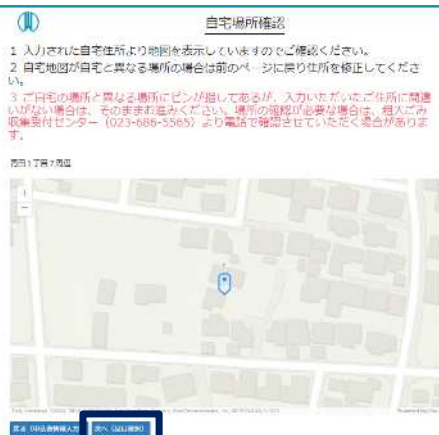 自宅場所確認
1 入力された自宅住所より地図を表示していますのでご確認ください。
2 自宅地図が自宅と異なる場所の場合は前のページに戻り住所を修正してくださ
い。
3 ご自宅の場所と異なる場所にピンが指してあるが、入力いただいたご住所に間違
いがない場合は、そのままお進みください。場所の確認が必要な場合は、粗大ごみ
収集受付センター（023-686-5565）より電話で確認させていただく場合がありま
す。
1丁目7周辺
+
−
戻る（申込者情報入力
次へ（品目選択）